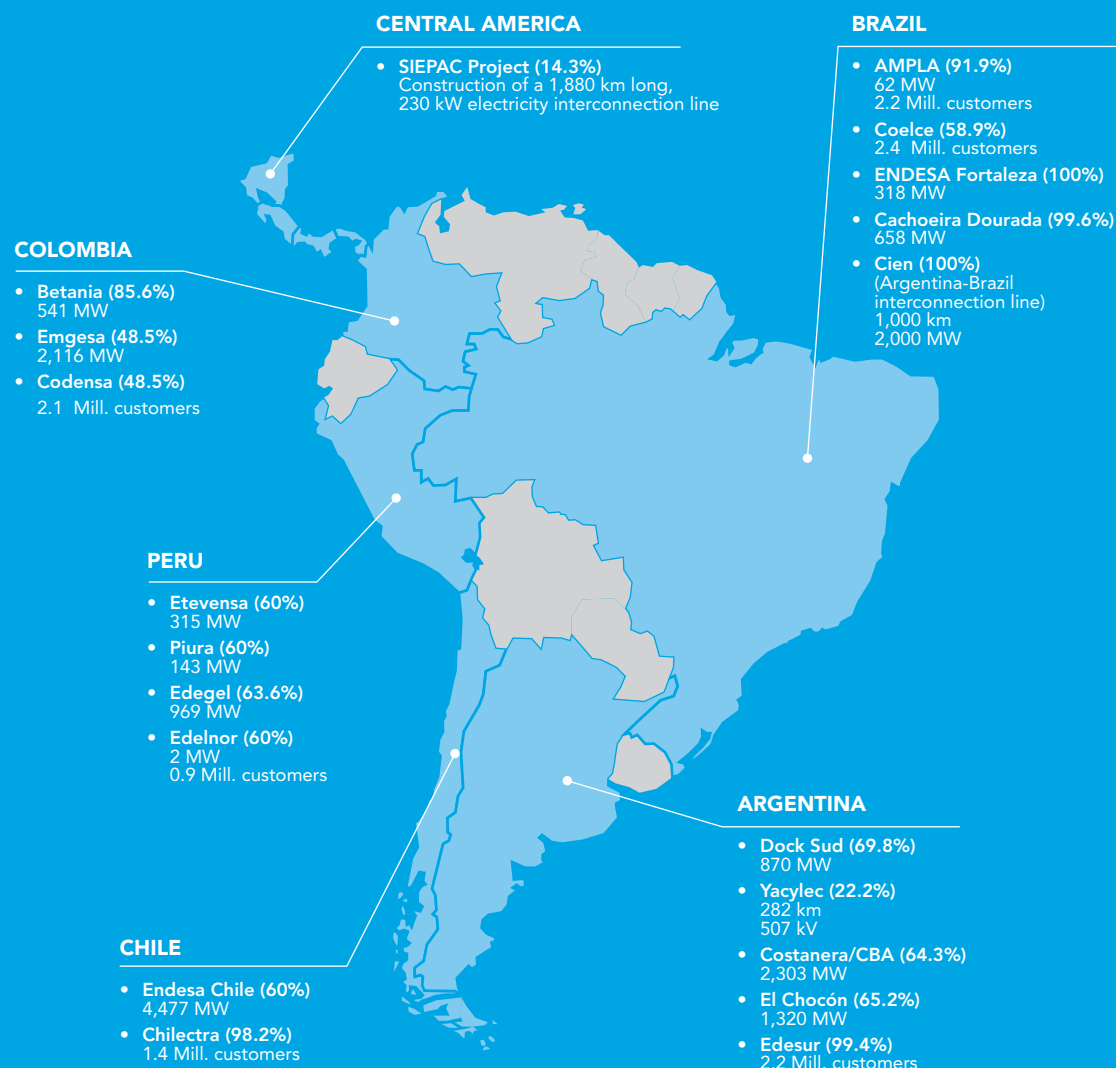 CENTRAL AMERICA
• SIEPAC Project (14.3%)
Construction of a 1,880 km long,
230 kW electricity interconnection line
BRAZIL
• AMPLA (91.9%)
62 MW
2.2 Mill. customers
• Coelce (58.9%)
2.4 Mill. customers
• ENDESA Fortaleza (100%)
318 MW
• Cachoeira Dourada (99.6%)
658 MW
• Cien (100%)
(Argentina-Brazil
interconnection line)
1,000 km
2,000 MW
COLOMBIA
• Betania (85.6%)
541 MW
• Emgesa (48.5%)
2,116 MW
• Codensa (48.5%)
2.1 Mill. customers
PERU
• Etevensa (60%)
315 MW
• Piura (60%)
143 MW
• Edegel (63.6%)
969 MW
• Edelnor (60%)
2 MW
0.9 Mill. customers
ARGENTINA
• Dock Sud (69.8%)
870 MW
• Yacylec (22.2%)
282 km
507 kV
• Costanera/CBA (64.3%)
2,303 MW
• El Chocón (65.2%)
1,320 MW
• Edesur (99.4%)
2.2 Mill. customers
CHILE
• Endesa Chile (60%)
4,477 MW
• Chilectra (98.2%)
1.4 Mill. customers